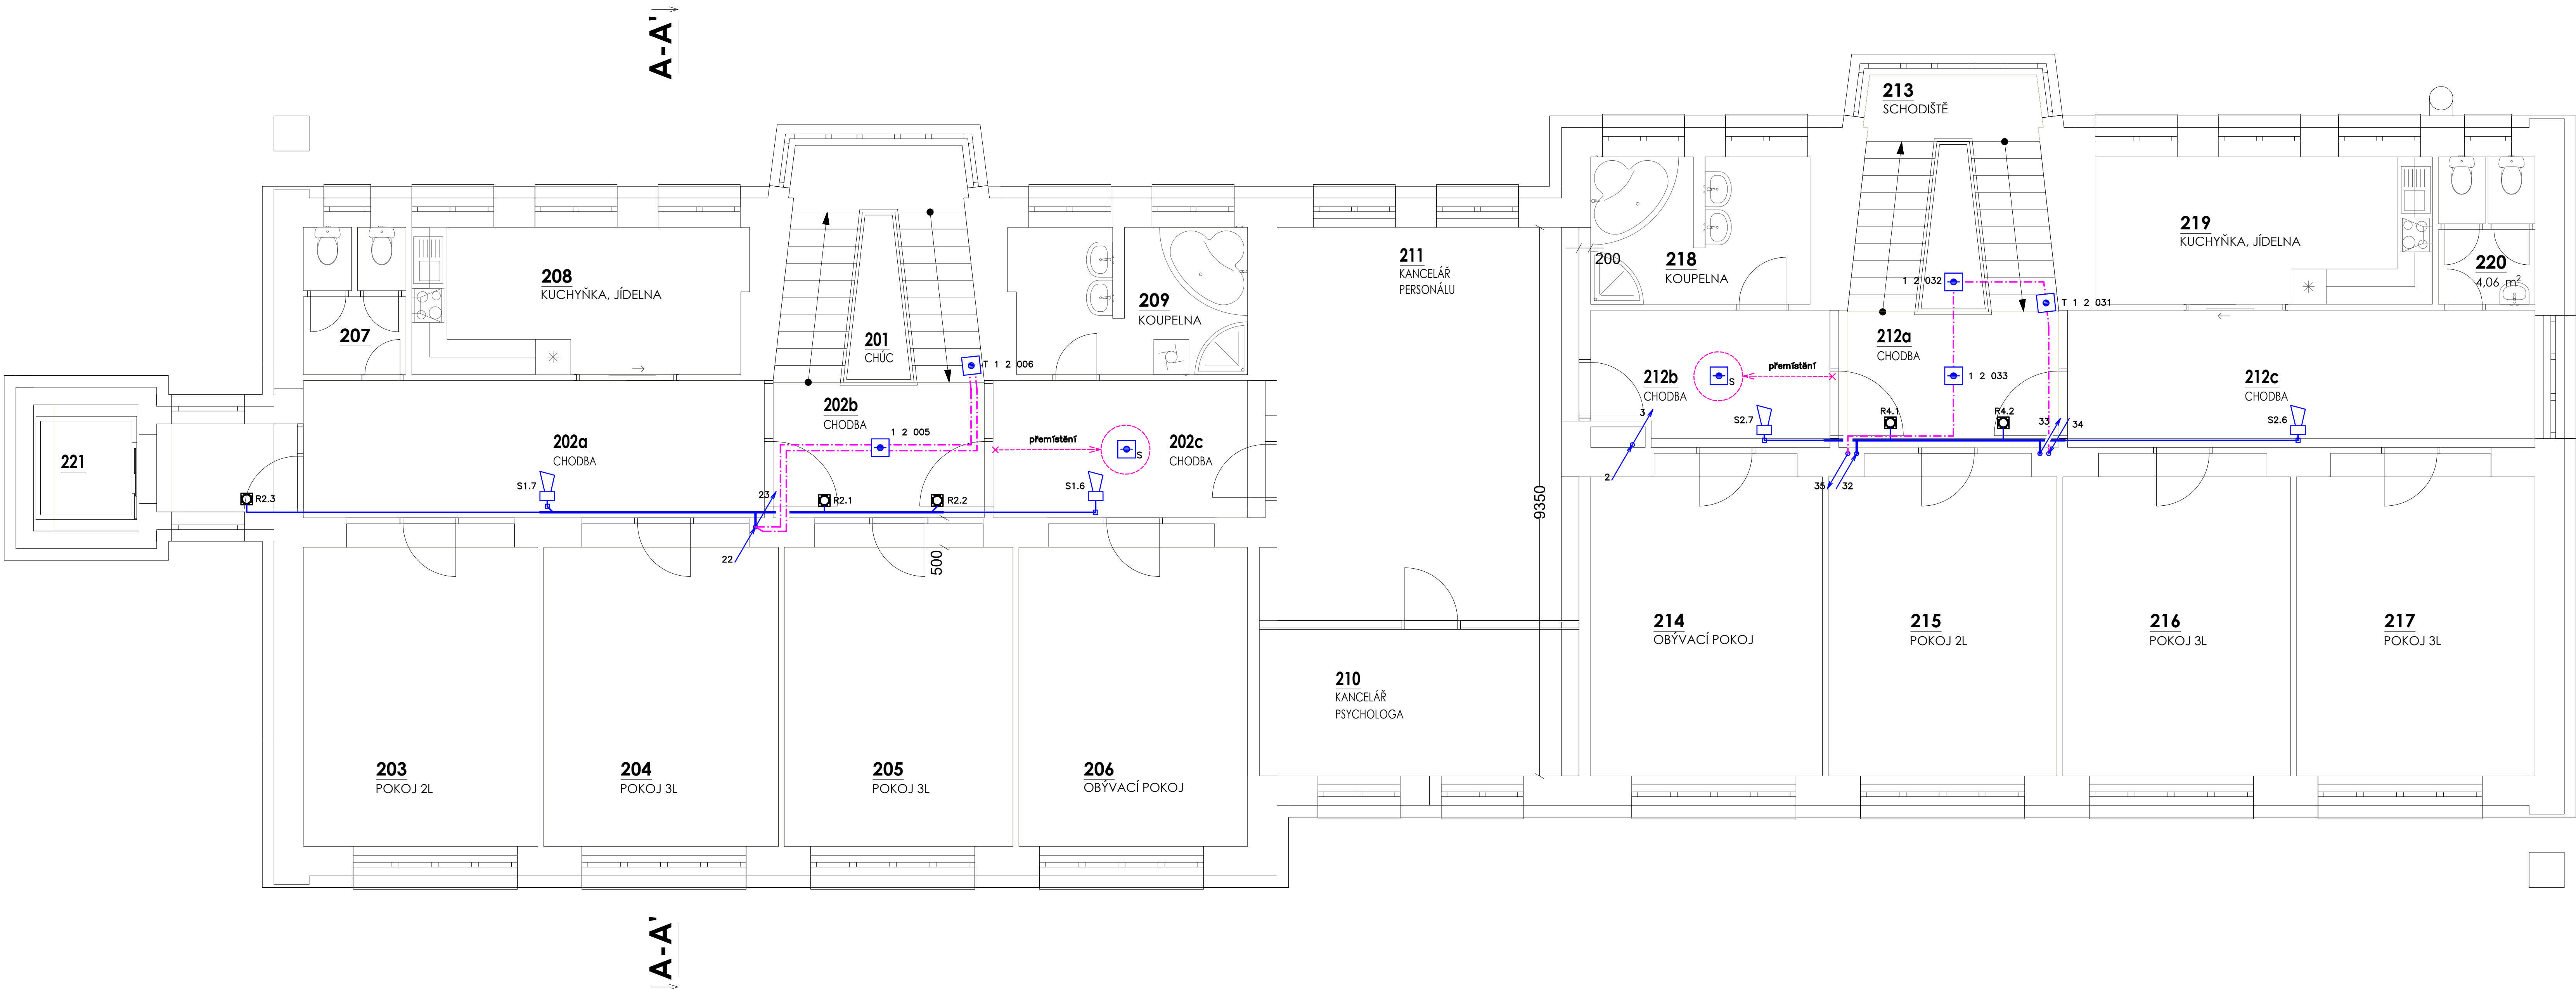 A-A'
213
SCHODIŠTĚ
208
KUCHYŇKA, JÍDELNA
207
201
CHÚC
T 1 2 006
209
KOUPELNA
211
KANCELÁŘ
PERSONÁLU
200
218
KOUPELNA
1 2 032
T 1 2 031
219
KUCHYŇKA, JÍDELNA
220
4,06 m²
221
R2.3
202a
CHODBA
S1.7
23
22
202b
CHODBA
1 2 005
R2.1
R2.2
přemístění
S
202c
CHODBA
S1.6
500
9350
212b
CHODBA
S
přemístění
3
2
S2.7
212a
CHODBA
1 2 033
R4.1
R4.2
33
34
35
32
212c
CHODBA
S2.6
203
POKOJ 2L
204
POKOJ 3L
205
POKOJ 3L
206
OBÝVACÍ POKOJ
210
KANCELÁŘ
PSYCHOLOGA
214
OBÝVACÍ POKOJ
215
POKOJ 2L
216
POKOJ 3L
217
POKOJ 3L
A-A'